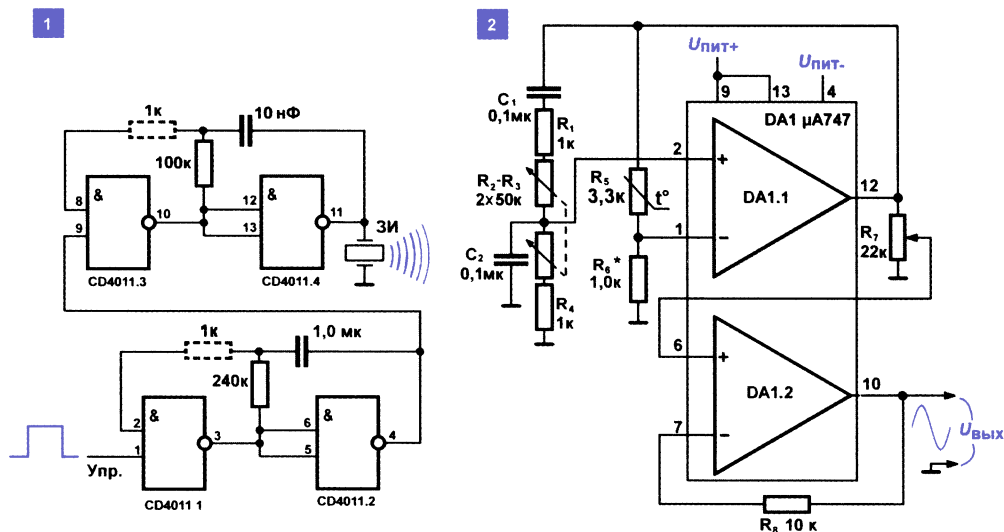 1
1к
10 нФ
100к
&
8
9
10
CD4011.3
&
12
13
11
CD4011.4
ЗИ
1к
1,0 мк
240к
&
2
1
3
CD4011 1
&
6
5
4
CD4011.2
Упр.
2
Uпит+
Uпит-
9
13
4
DA1 µA747
C1
0,1мк
R1
1к
R2-R3
2×50к
C2
0,1мк
R4
1к
R5
3,3к
t°
R6*
1,0к
2
+
1
−
DA1.1
12
R7
22к
6
+
7
−
DA1.2
10
Uвых
R8 10 к